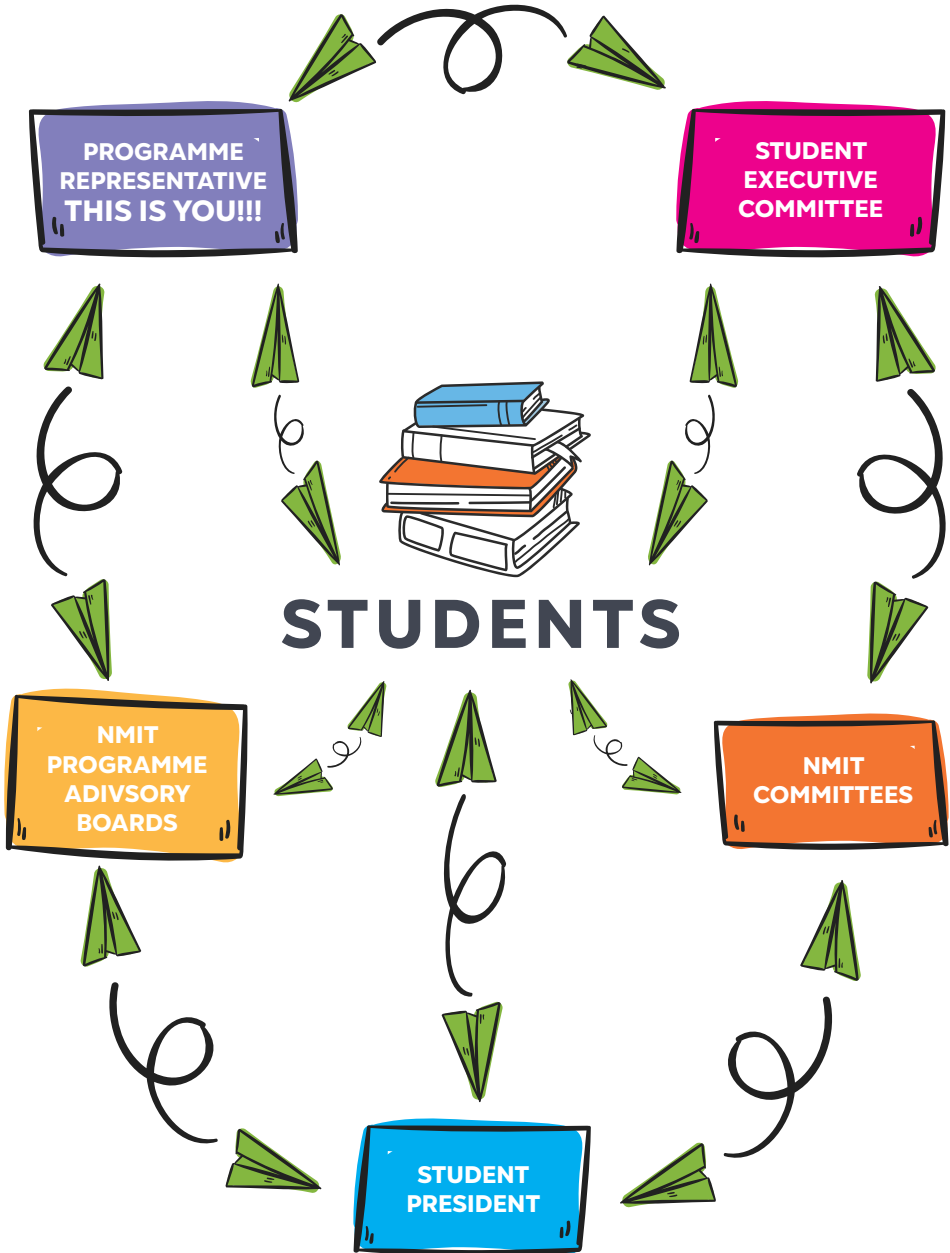 PROGRAMME
REPRESENTATIVE
THIS IS YOU!!!
STUDENT
EXECUTIVE
COMMITTEE
STUDENTS
NMIT
PROGRAMME
ADIVSORY
BOARDS
NMIT
COMMITTEES
STUDENT
PRESIDENT